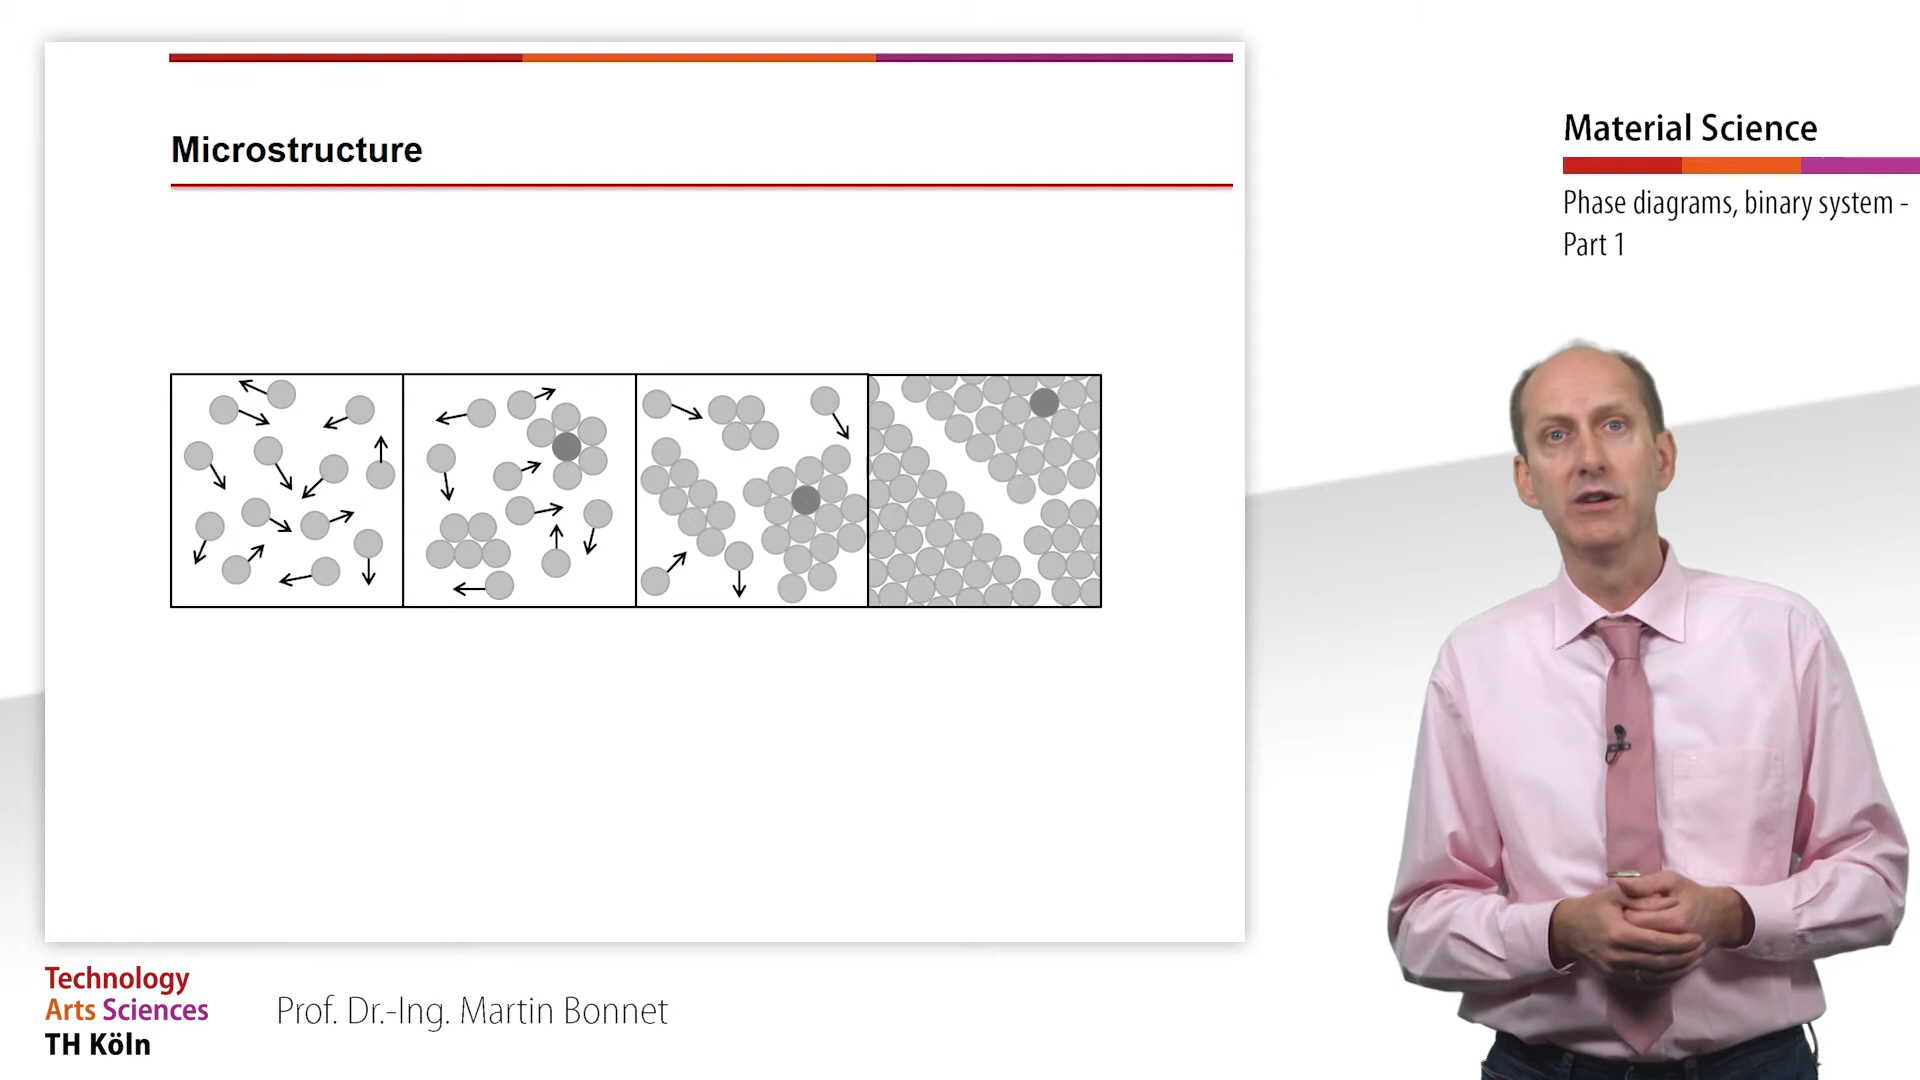 Microstructure
Material Science
Phase diagrams, binary system -
Part 1
Technology
Arts Sciences
TH Köln
Prof. Dr.-Ing. Martin Bonnet